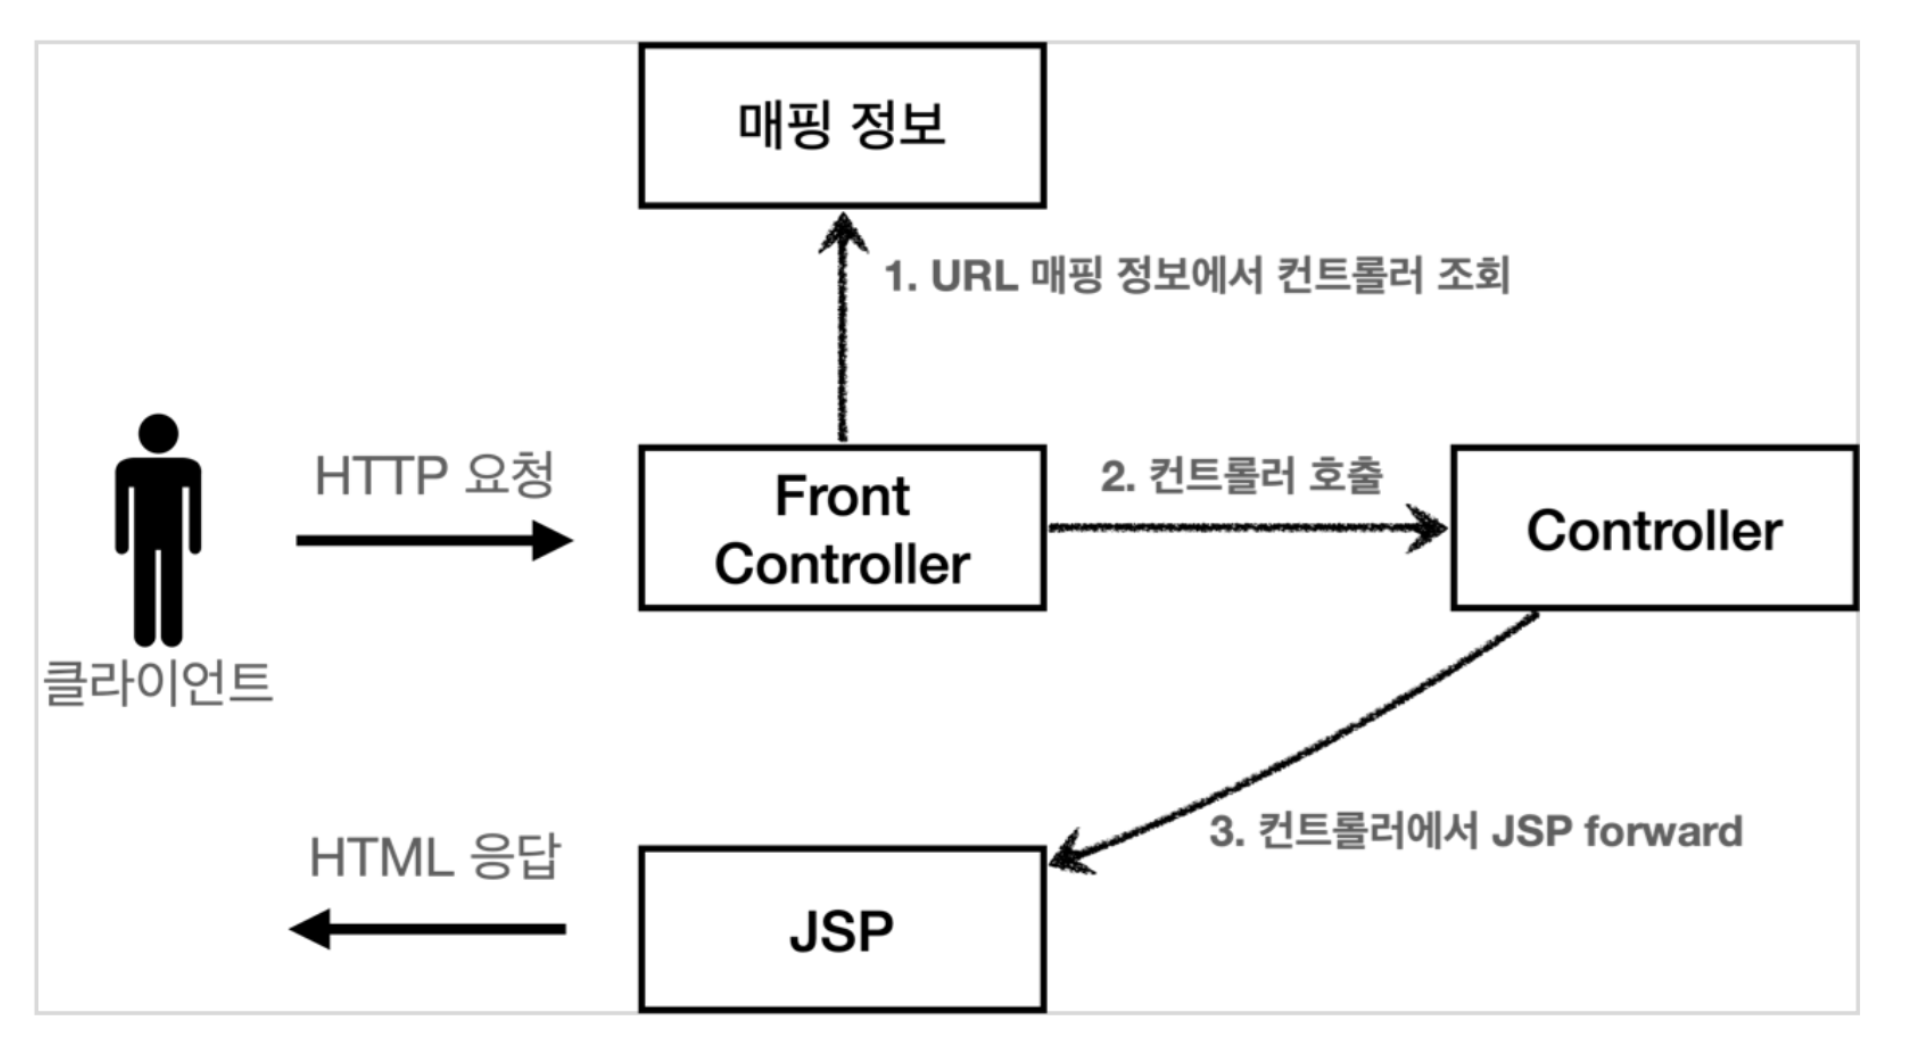 매핑 정보
1. URL 매핑 정보에서 컨트롤러 조회
HTTP 요청
Front
Controller
2. 컨트롤러 호출
Controller
클라이언트
3. 컨트롤러에서 JSP forward
HTML 응답
JSP